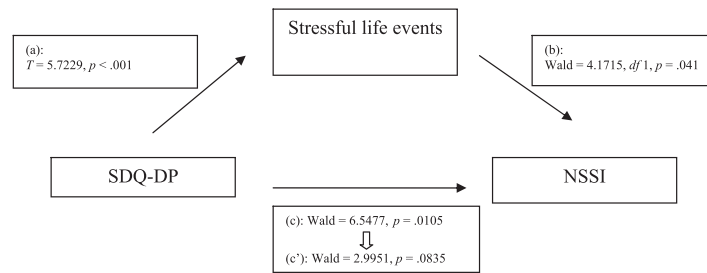 Stressful life events
(a):
T = 5.7229, p < .001
(b):
Wald = 4.1715, df 1, p = .041
SDQ-DP
NSSI
(c): Wald = 6.5477, p = .0105
(c’): Wald = 2.9951, p = .0835